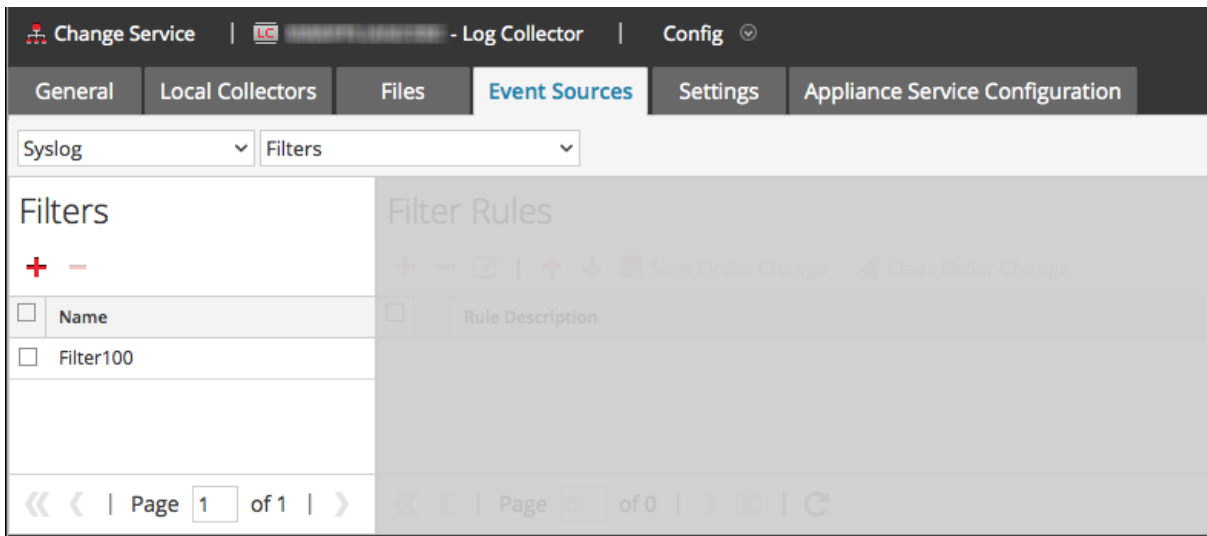 Change Service | LC - Log Collector | Config
General Local Collectors Files Event Sources Settings Appliance Service Configuration
Syslog Filters
Filters
Filter Rules
Save Order Change Clear Order Change
Name
Rule Description
Filter100
Page 1 of 1 |
Page 0 of 0 |